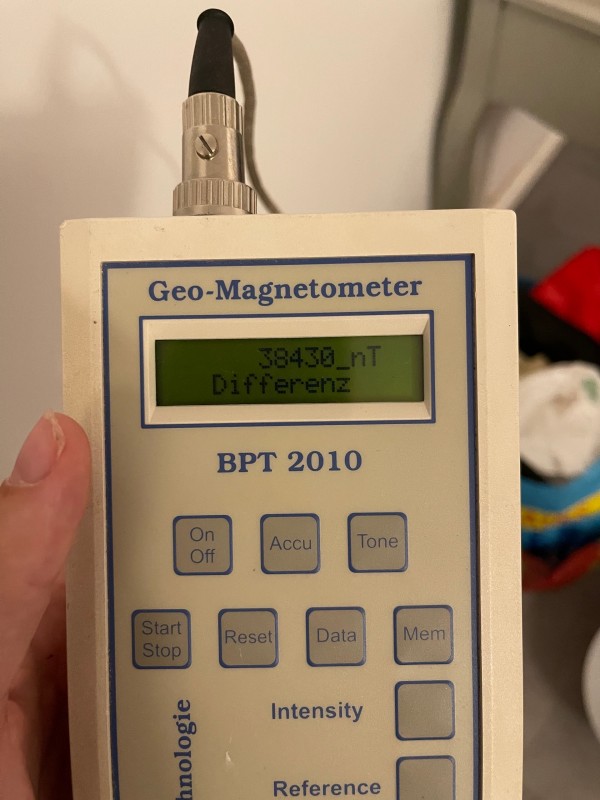 Geo-Magnetometer
38430_nT
Differenz
BPT 2010
On
Off
Accu
Tone
Start
Stop
Reset
Data
Mem
Intensity
Reference